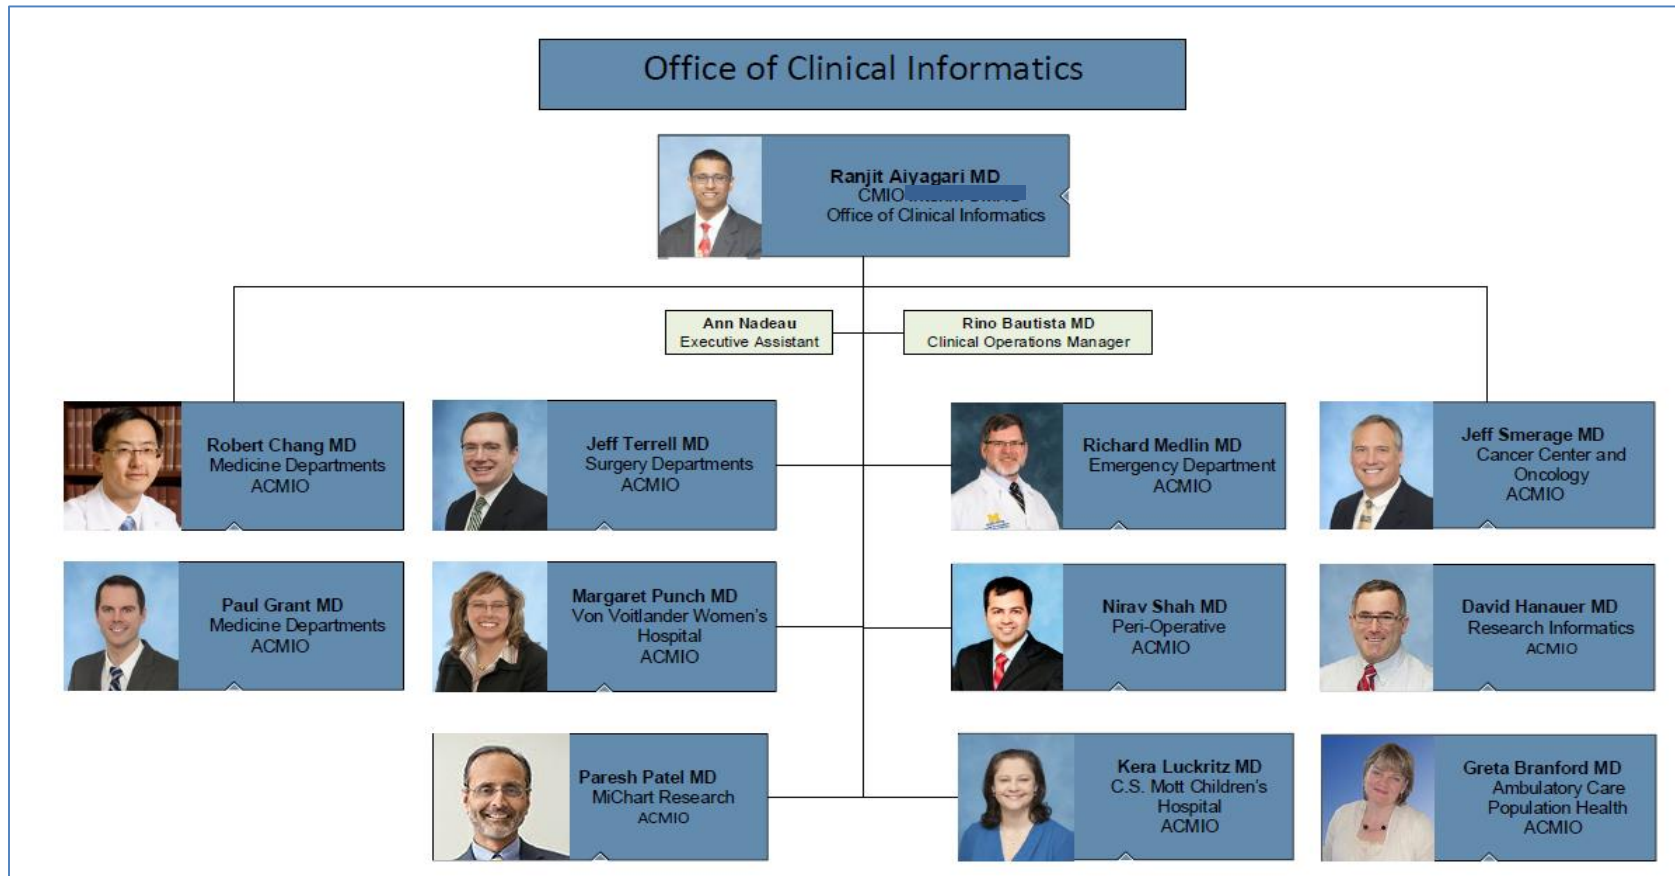 Office of Clinical Informatics
Ranjit Aiyagari MD
CMIO
Office of Clinical Informatics
Ann Nadeau
Executive Assistant
Rino Bautista MD
Clinical Operations Manager
Robert Chang MD
Medicine Departments
ACMIO
Jeff Terrell MD
Surgery Departments
ACMIO
Richard Medlin MD
Emergency Department
ACMIO
Jeff Smerage MD
Cancer Center and
Oncology
ACMIO
Paul Grant MD
Medicine Departments
ACMIO
Margaret Punch MD
Von Voitlander Women's
Hospital
ACMIO
Nirav Shah MD
Peri-Operative
ACMIO
David Hanauer MD
Research Informatics
ACMIO
Paresh Patel MD
MiChart Research
ACMIO
Kera Luckritz MD
C.S. Mott Children's
Hospital
ACMIO
Greta Branford MD
Ambulatory Care
Population Health
ACMIO